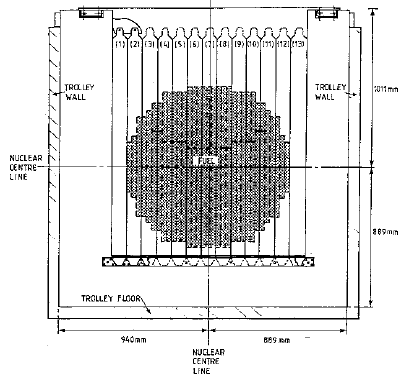 (1) (2) (3) (4) (5) (6) (7) (8) (9) (10) (11) (12) (13)
TROLLEY
WALL
TROLLEY
WALL
1011mm
FUEL
NUCLEAR
CENTRE
LINE
889mm
TROLLEY FLOOR
940mm
889mm
NUCLEAR
CENTRE
LINE